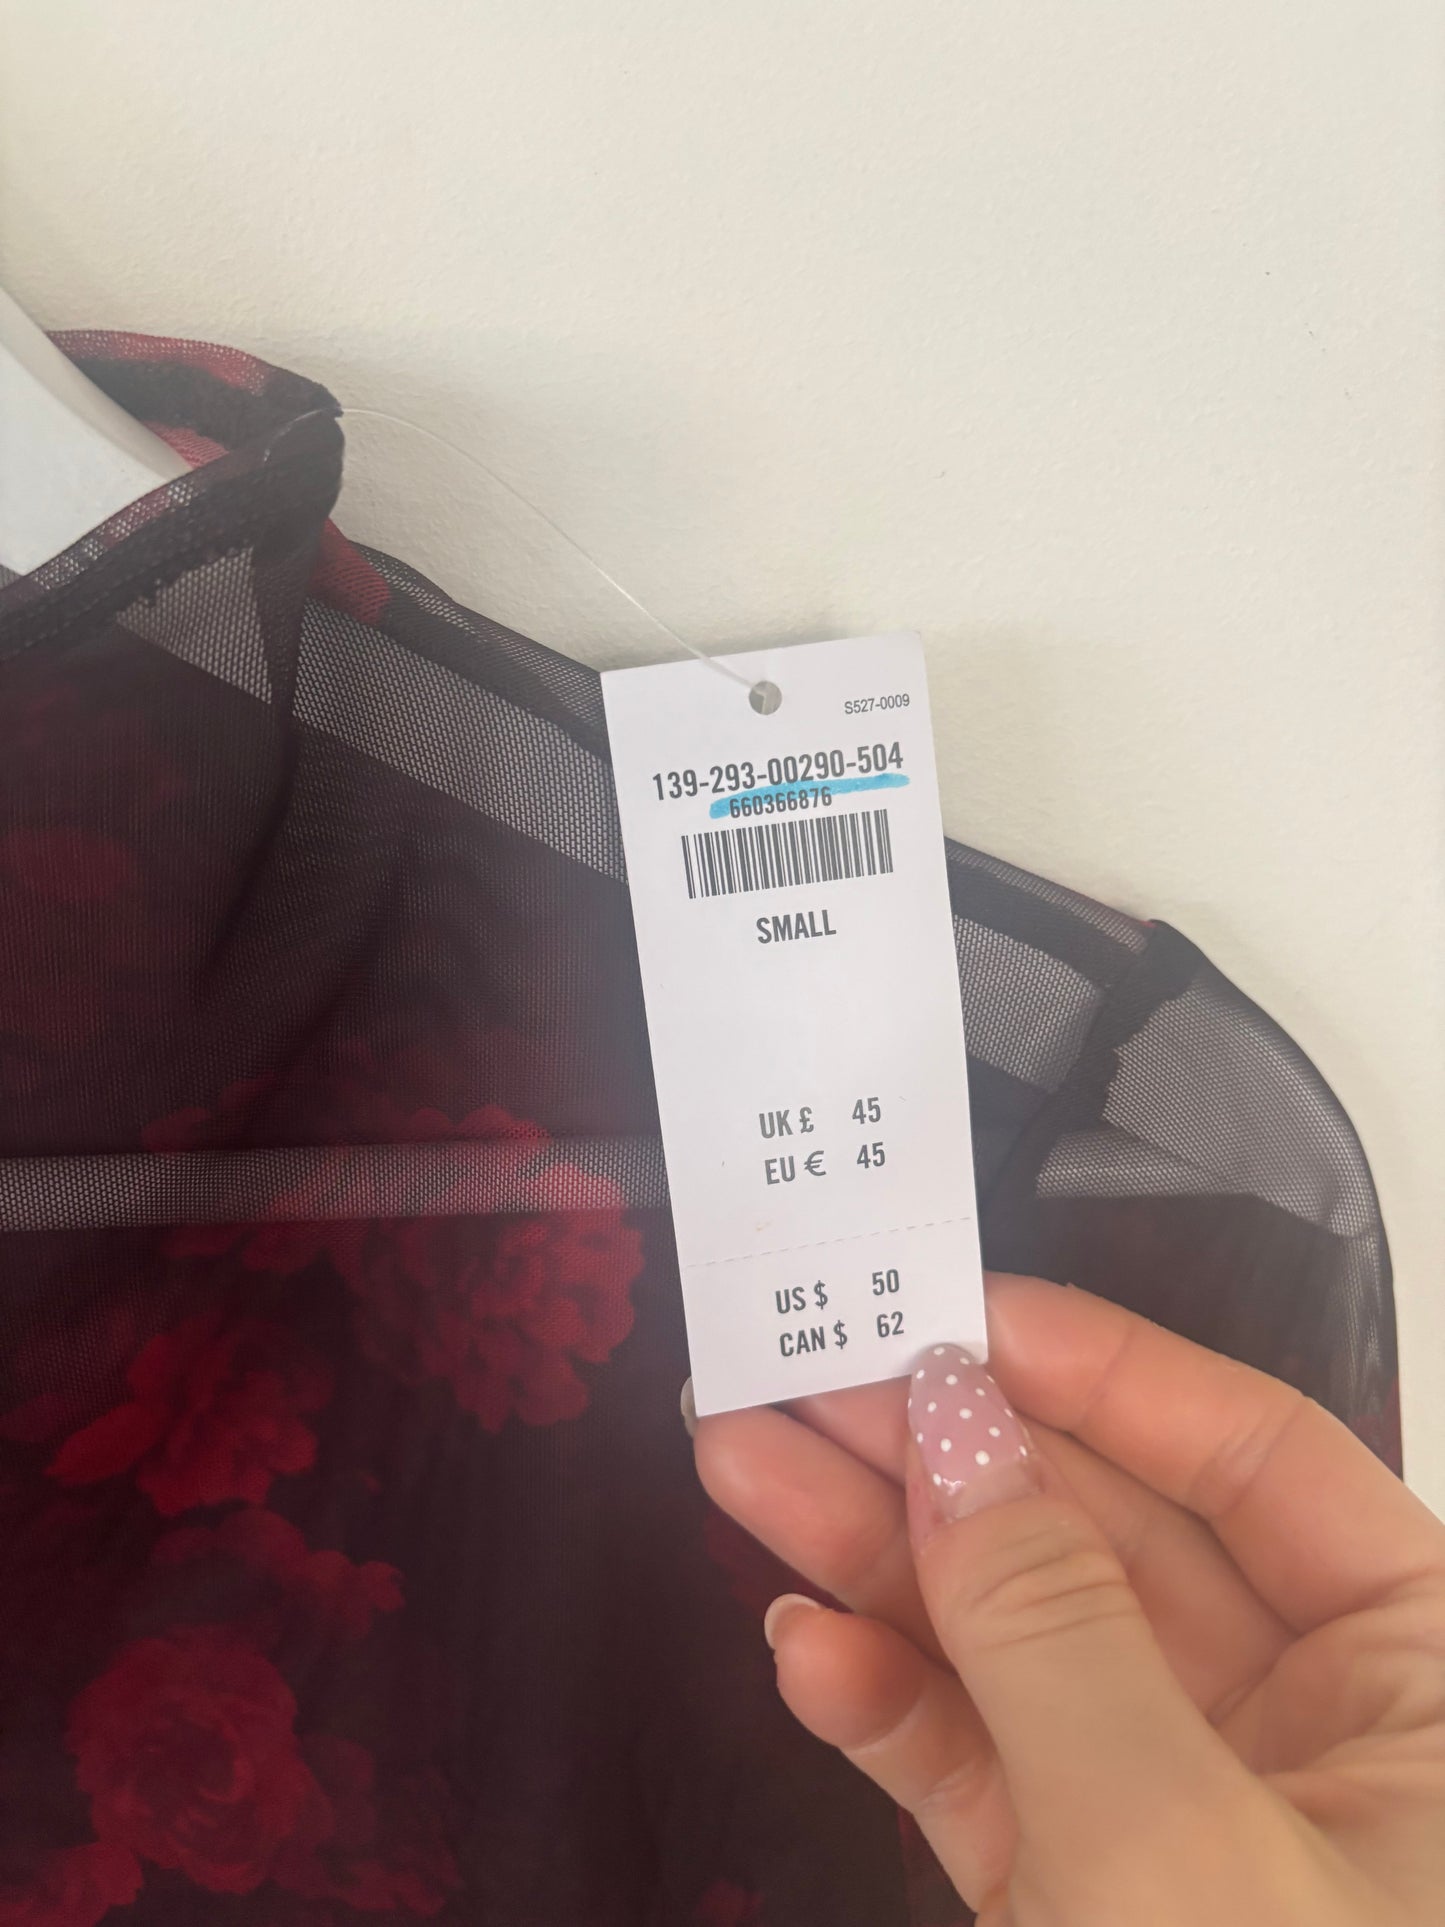 S527-0009
139-293-00290-504
660366876
SMALL
UK £ 45
EU € 45
US $ 50
CAN $ 62